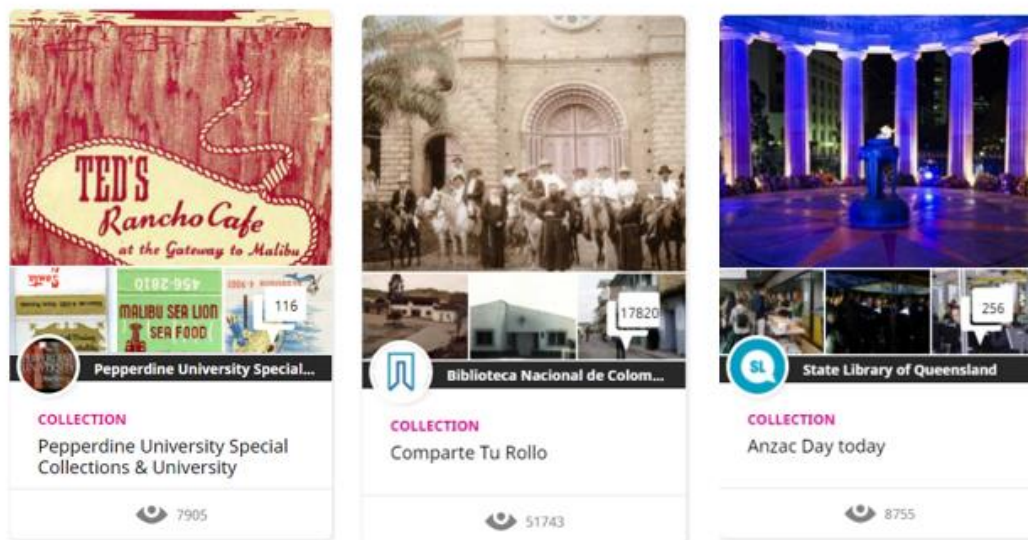 TED'S
Rancho Cafe
at the Gateway to Malibu
456-2810
MALIBU SEA LION
SEA FOOD
116
Pepperdine University Special...
COLLECTION
Pepperdine University Special
Collections & University
7905
17820
Biblioteca Nacional de Colom...
COLLECTION
Comparte Tu Rollo
51743
256
SL
State Library of Queensland
COLLECTION
Anzac Day today
8755